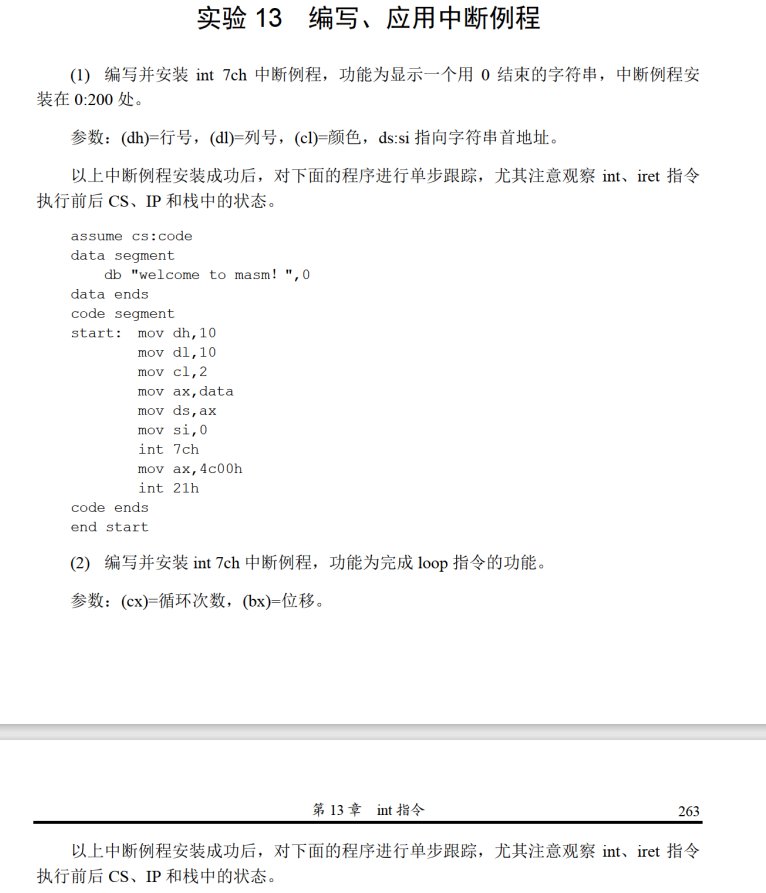 实验 13 编写、应用中断例程
(1) 编写并安装 int 7ch 中断例程，功能为显示一个用 0 结束的字符串，中断例程安
装在 0:200 处。
参数：(dh)=行号，(dl)=列号，(cl)=颜色，ds:si 指向字符串首地址。
以上中断例程安装成功后，对下面的程序进行单步跟踪，尤其注意观察 int、iret 指令
执行前后 CS、IP 和栈中的状态。
assume cs:code
data segment
db "welcome to masm! ",0
data ends
code segment
start: mov dh,10
mov dl,10
mov cl,2
mov ax,data
mov ds,ax
mov si,0
int 7ch
mov ax,4c00h
int 21h
code ends
end start
(2) 编写并安装 int 7ch 中断例程，功能为完成 loop 指令的功能。
参数：(cx)=循环次数，(bx)=位移。
第 13 章 int 指令 263
以上中断例程安装成功后，对下面的程序进行单步跟踪，尤其注意观察 int、iret 指令
执行前后 CS、IP 和栈中的状态。